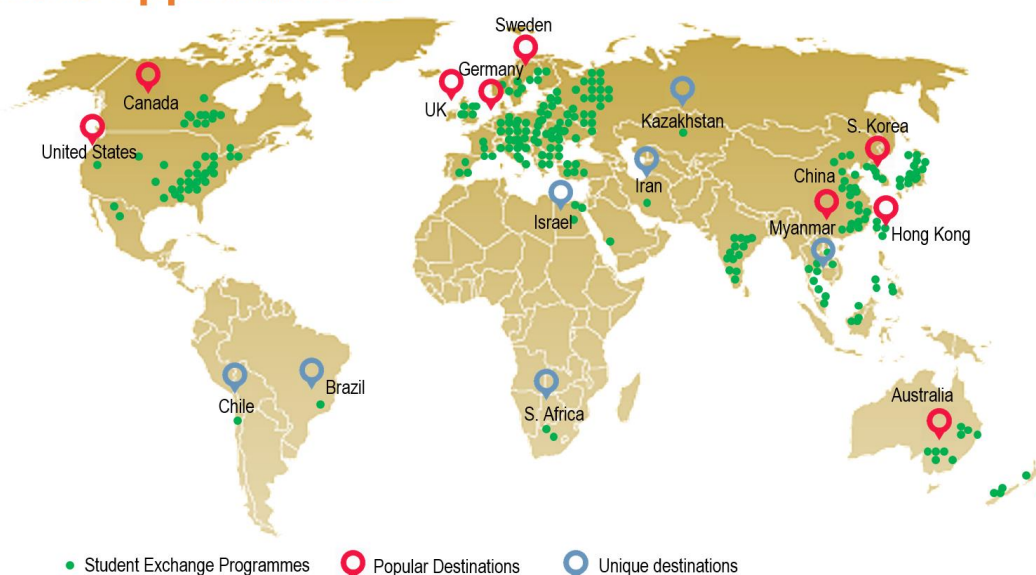 Sweden
Germany
UK
Canada
United States
Kazakhstan
S. Korea
China
Iran
Israel
Myanmar
Hong Kong
Chile
Brazil
S. Africa
Australia
Student Exchange Programmes
Popular Destinations
Unique destinations